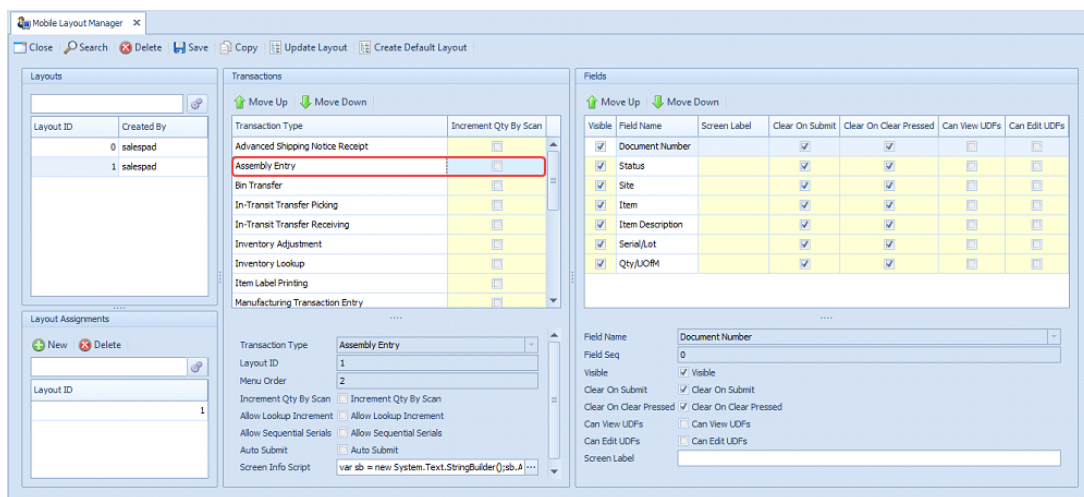 Mobile Layout Manager
Close Search Delete Save Copy Update Layout Create Default Layout
Layouts
Layout ID Created By
0 salespad
1 salespad
Layout Assignments
New Delete
Layout ID
1
Transactions
Move Up Move Down
Transaction Type Increment Qty By Scan
Advanced Shipping Notice Receipt
Assembly Entry
Bin Transfer
In-Transit Transfer Picking
In-Transit Transfer Receiving
Inventory Adjustment
Inventory Lookup
Item Label Printing
Manufacturing Transaction Entry
Transaction Type Assembly Entry
Layout ID 1
Menu Order 2
Increment Qty By Scan Increment Qty By Scan
Allow Lookup Increment Allow Lookup Increment
Allow Sequential Serials Allow Sequential Serials
Auto Submit Auto Submit
Screen Info Script var sb = new System.Text.StringBuilder();sb.A
Fields
Move Up Move Down
Visible Field Name Screen Label Clear On Submit Clear On Clear Pressed Can View UDFs Can Edit UDFs
Document Number
Status
Site
Item
Item Description
Serial/Lot
Qty/UOfM
Field Name Document Number
Field Seq 0
Visible Visible
Clear On Submit Clear On Submit
Clear On Clear Pressed Clear On Clear Pressed
Can View UDFs Can View UDFs
Can Edit UDFs Can Edit UDFs
Screen Label